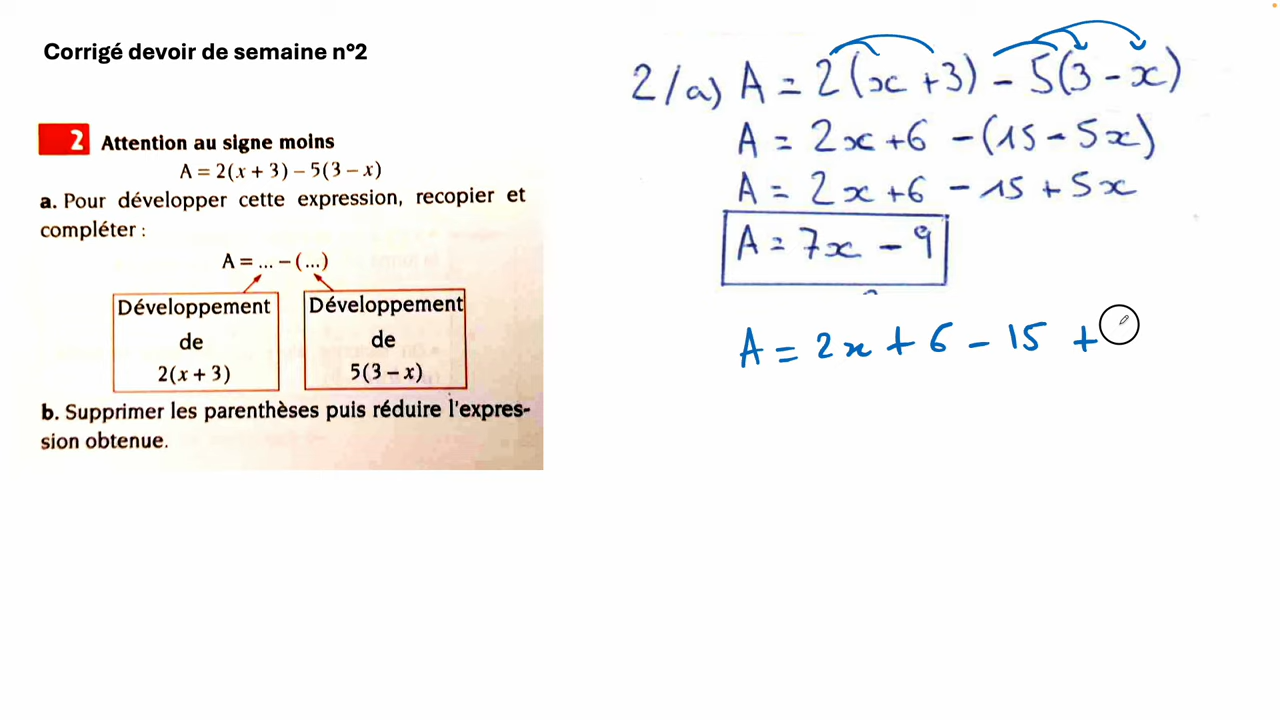 Corrigé devoir de semaine n°2
2 Attention au signe moins
A = 2(x + 3) – 5(3 – x)
a. Pour développer cette expression, recopier et
compléter :
A = ... – (...)
Développement
de
2(x + 3)
Développement
de
5(3 – x)
b. Supprimer les parenthèses puis réduire l'expres-
sion obtenue.
2/a) A = 2(x + 3) – 5(3 – x)
A = 2x + 6 – (15 – 5x)
A = 2x + 6 – 15 + 5x
A = 7x – 9
A = 2x + 6 – 15 +